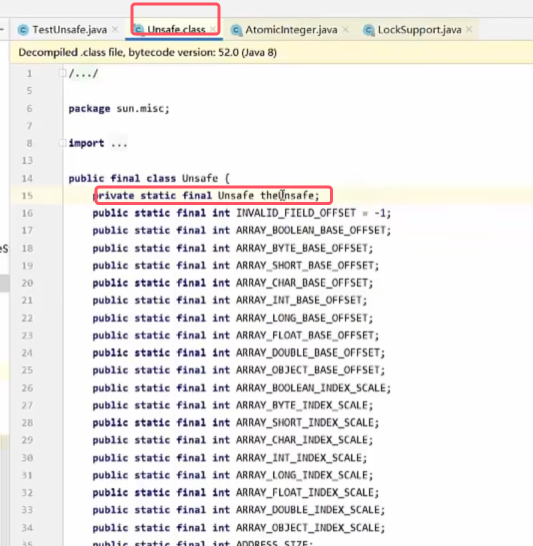 TestUnsafe.java × Unsafe.class × AtomicInteger.java × LockSupport.java ×
Decompiled .class file, bytecode version: 52.0 (Java 8)
1 /.../
5
6 package sun.misc;
7
8 import ...
13
14 public final class Unsafe {
15 private static final Unsafe theUnsafe;
16 public static final int INVALID_FIELD_OFFSET = -1;
17 public static final int ARRAY_BOOLEAN_BASE_OFFSET;
18 public static final int ARRAY_BYTE_BASE_OFFSET;
19 public static final int ARRAY_SHORT_BASE_OFFSET;
20 public static final int ARRAY_CHAR_BASE_OFFSET;
21 public static final int ARRAY_INT_BASE_OFFSET;
22 public static final int ARRAY_LONG_BASE_OFFSET;
23 public static final int ARRAY_FLOAT_BASE_OFFSET;
24 public static final int ARRAY_DOUBLE_BASE_OFFSET;
25 public static final int ARRAY_OBJECT_BASE_OFFSET;
26 public static final int ARRAY_BOOLEAN_INDEX_SCALE;
27 public static final int ARRAY_BYTE_INDEX_SCALE;
28 public static final int ARRAY_SHORT_INDEX_SCALE;
29 public static final int ARRAY_CHAR_INDEX_SCALE;
30 public static final int ARRAY_INT_INDEX_SCALE;
31 public static final int ARRAY_LONG_INDEX_SCALE;
32 public static final int ARRAY_FLOAT_INDEX_SCALE;
33 public static final int ARRAY_DOUBLE_INDEX_SCALE;
34 public static final int ARRAY_OBJECT_INDEX_SCALE;
35 public static final int ADDRESS_SIZE;